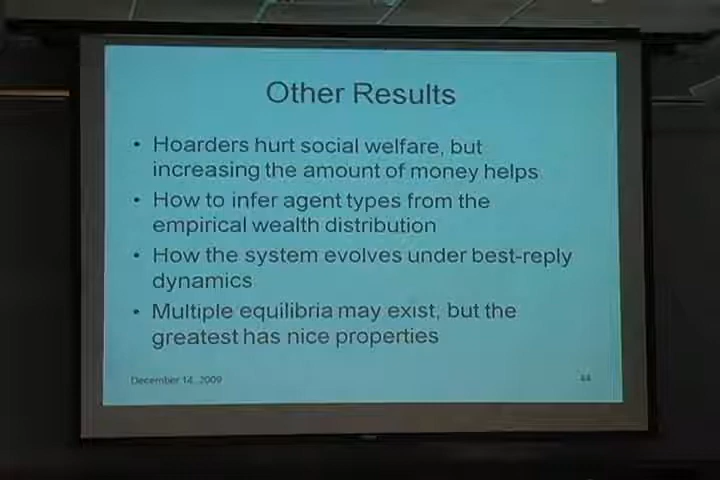 Other Results
• Hoarders hurt social welfare, but
increasing the amount of money helps
• How to infer agent types from the
empirical wealth distribution
• How the system evolves under best-reply
dynamics
• Multiple equilibria may exist, but the
greatest has nice properties
December 14, 2009
44